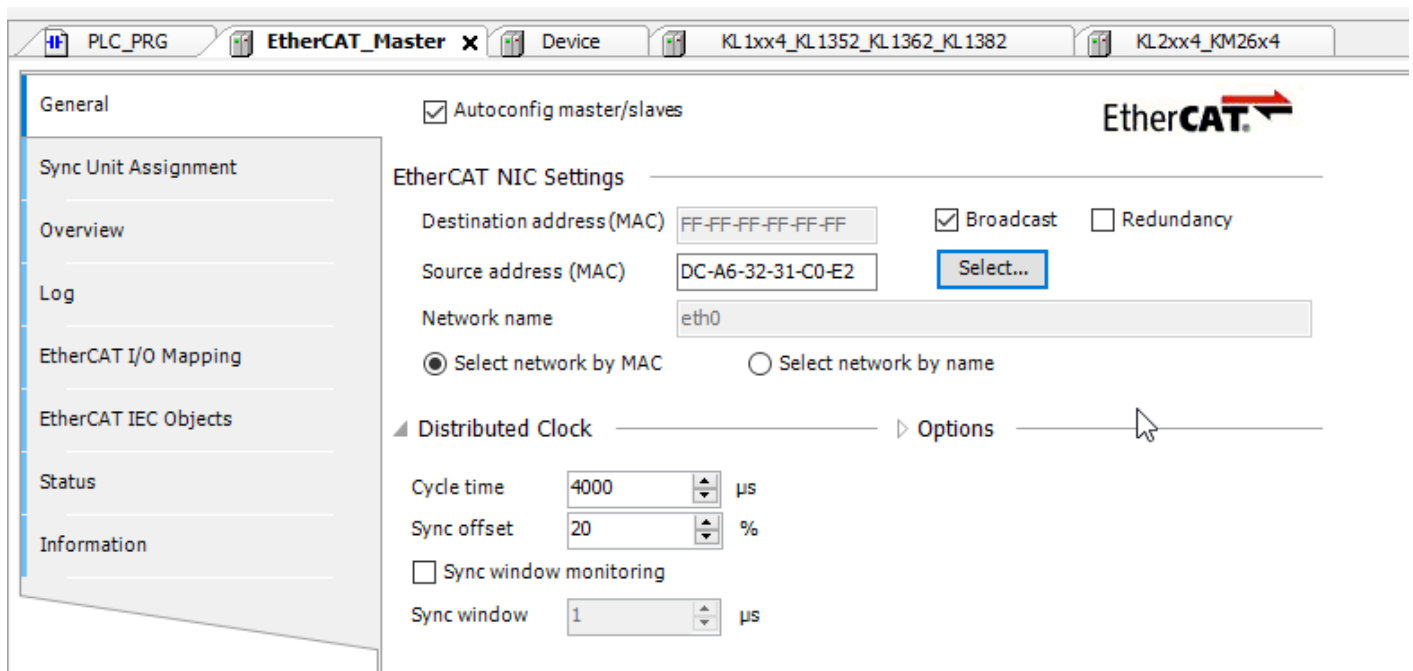 PLC_PRG EtherCAT_Master Device KL1xx4_KL1352_KL1362_KL1382 KL2xx4_KM26x4
General
Sync Unit Assignment
Overview
Log
EtherCAT I/O Mapping
EtherCAT IEC Objects
Status
Information
Autoconfig master/slaves
EtherCAT.
EtherCAT NIC Settings
Destination address (MAC) FF-FF-FF-FF-FF-FF Broadcast Redundancy
Source address (MAC) DC-A6-32-31-C0-E2 Select...
Network name eth0
Select network by MAC Select network by name
Distributed Clock Options
Cycle time 4000 µs
Sync offset 20 %
Sync window monitoring
Sync window 1 µs